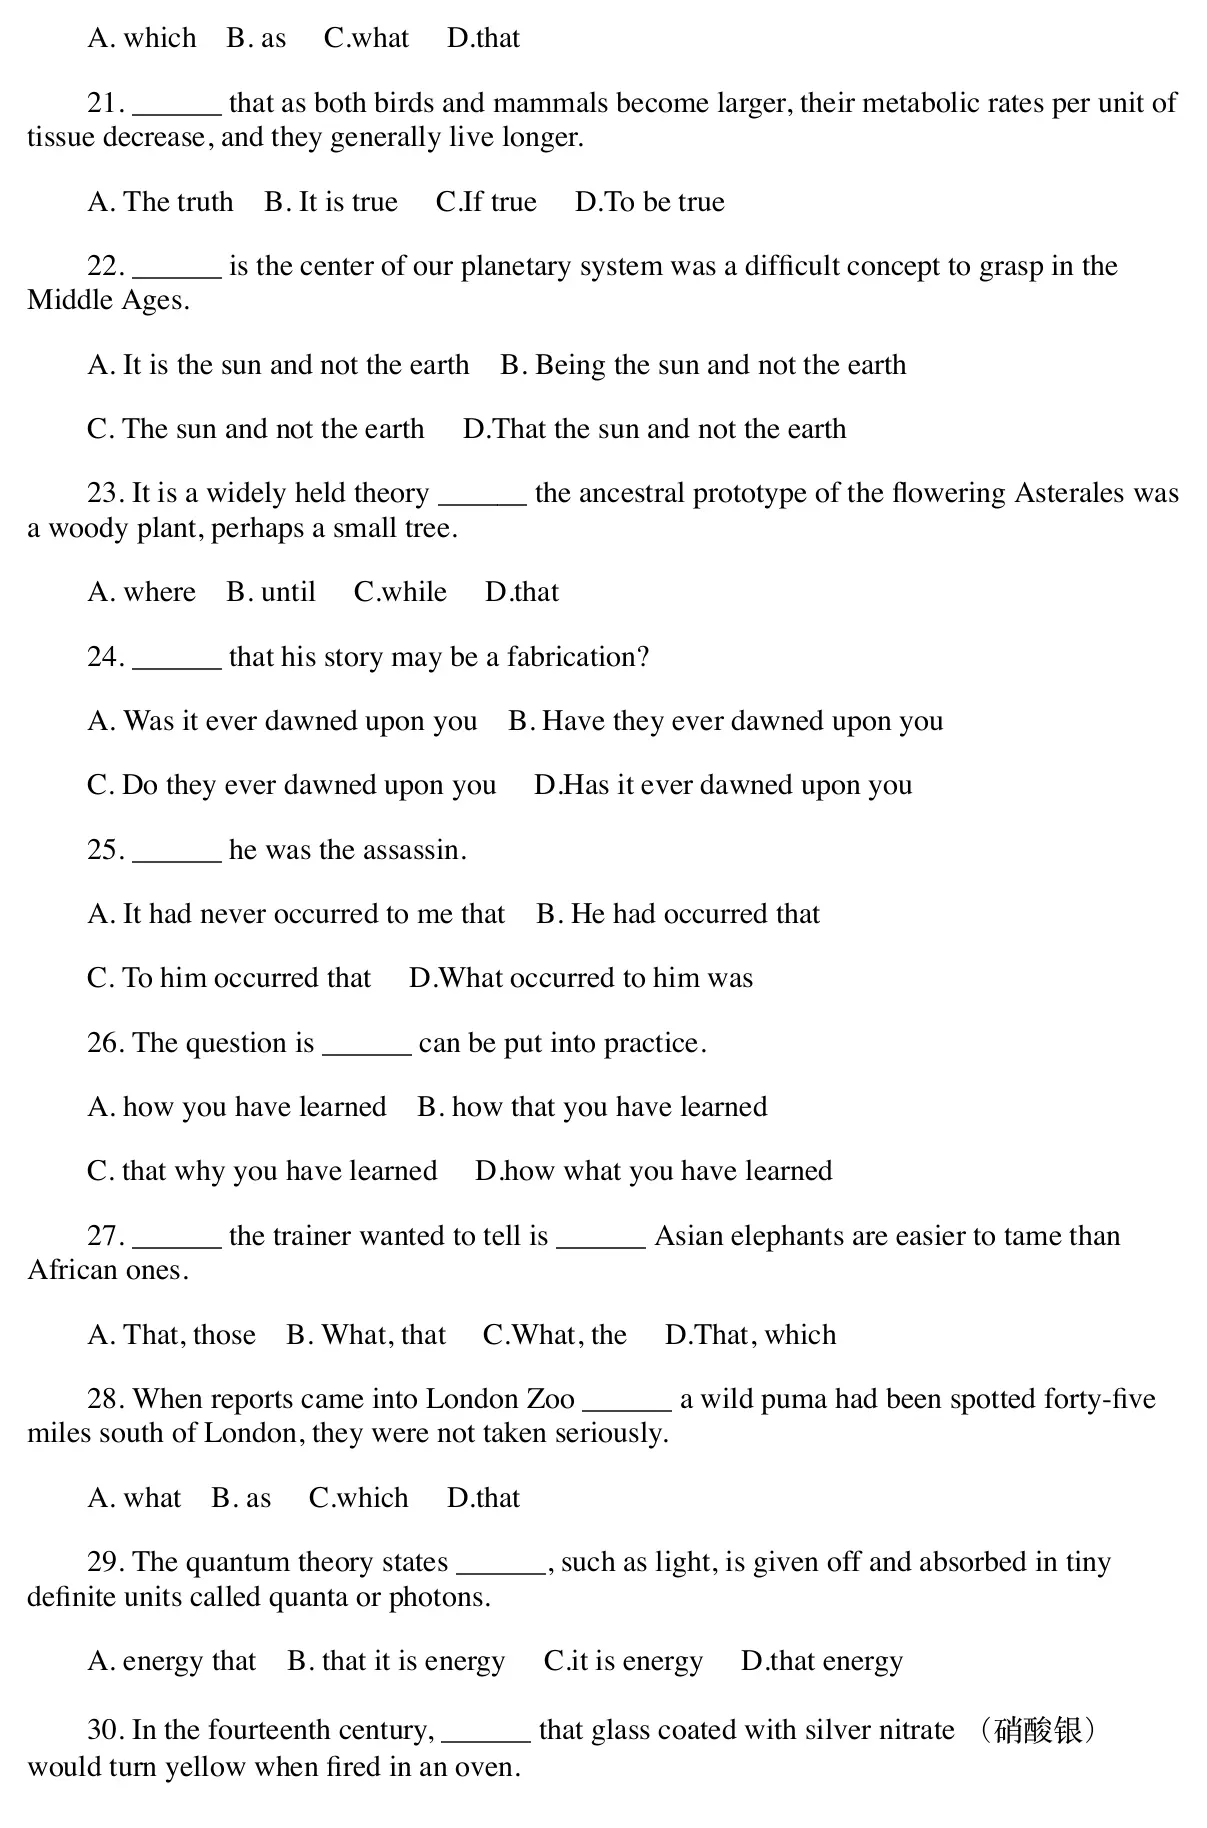 A. which B. as C.what D.that
21. ______ that as both birds and mammals become larger, their metabolic rates per unit of
tissue decrease, and they generally live longer.
A. The truth B. It is true C.If true D.To be true
22. ______ is the center of our planetary system was a difficult concept to grasp in the
Middle Ages.
A. It is the sun and not the earth B. Being the sun and not the earth
C. The sun and not the earth D.That the sun and not the earth
23. It is a widely held theory ______ the ancestral prototype of the flowering Asterales was
a woody plant, perhaps a small tree.
A. where B. until C.while D.that
24. ______ that his story may be a fabrication?
A. Was it ever dawned upon you B. Have they ever dawned upon you
C. Do they ever dawned upon you D.Has it ever dawned upon you
25. ______ he was the assassin.
A. It had never occurred to me that B. He had occurred that
C. To him occurred that D.What occurred to him was
26. The question is ______ can be put into practice.
A. how you have learned B. how that you have learned
C. that why you have learned D.how what you have learned
27. ______ the trainer wanted to tell is ______ Asian elephants are easier to tame than
African ones.
A. That, those B. What, that C.What, the D.That, which
28. When reports came into London Zoo ______ a wild puma had been spotted forty-five
miles south of London, they were not taken seriously.
A. what B. as C.which D.that
29. The quantum theory states ______, such as light, is given off and absorbed in tiny
definite units called quanta or photons.
A. energy that B. that it is energy C.it is energy D.that energy
30. In the fourteenth century, ______ that glass coated with silver nitrate （硝酸银）
would turn yellow when fired in an oven.